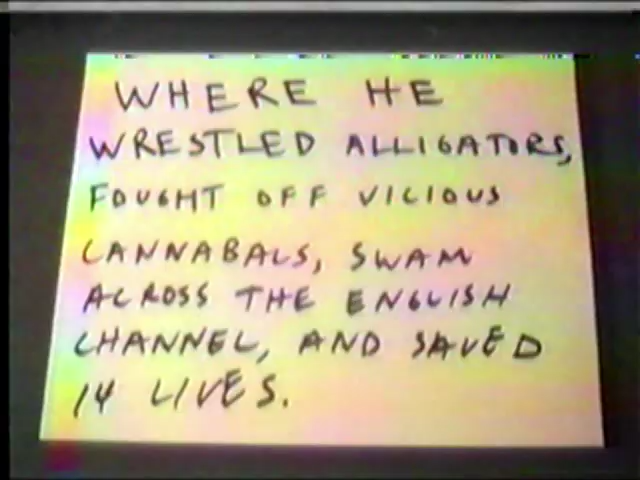 WHERE HE
WRESTLED ALLIGATORS,
FOUGHT OFF VICIOUS
CANNABALS, SWAM
ACROSS THE ENGLISH
CHANNEL, AND SAVED
14 LIVES.